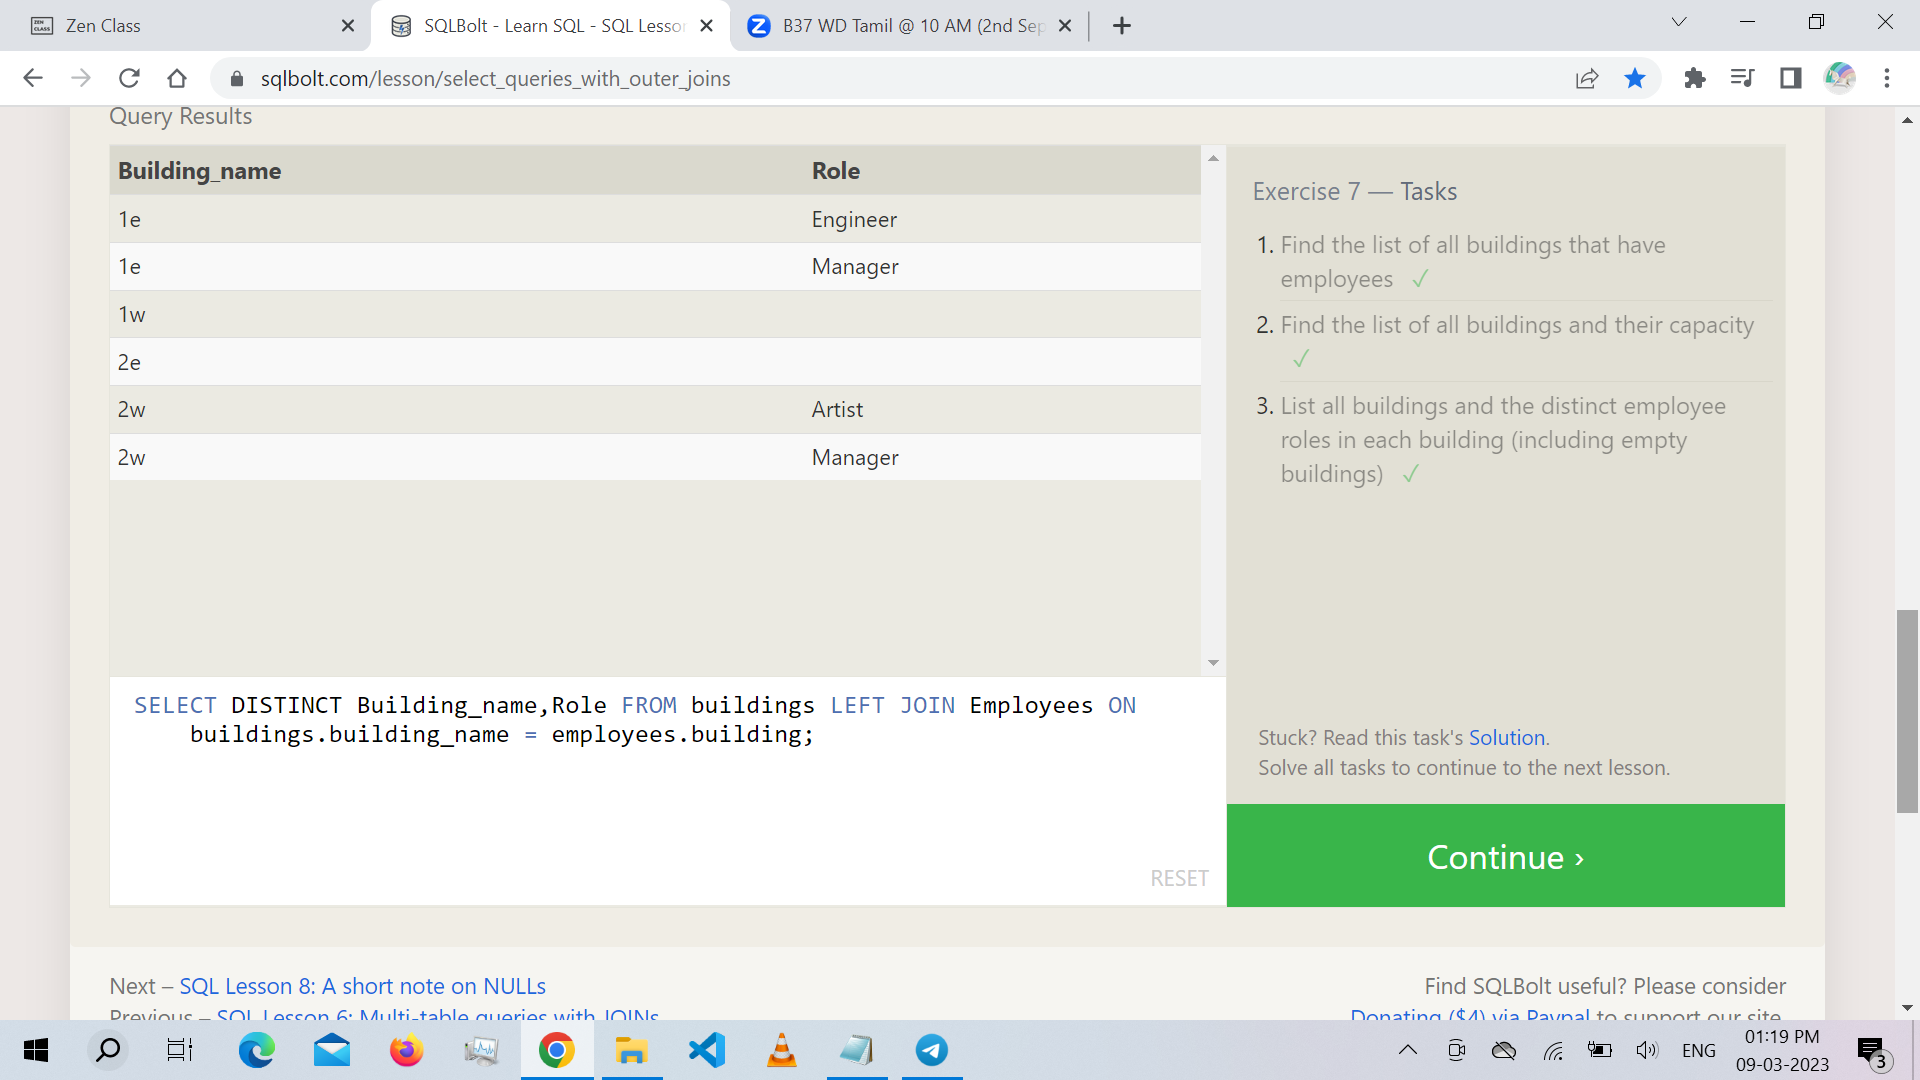 Zen Class
SQLBolt - Learn SQL - SQL Lesson
B37 WD Tamil @ 10 AM (2nd Sep
sqlbolt.com/lesson/select_queries_with_outer_joins
Query Results
Building_name Role
1e Engineer
1e Manager
1w
2e
2w Artist
2w Manager
Exercise 7 — Tasks
1. Find the list of all buildings that have
employees ✓
2. Find the list of all buildings and their capacity
✓
3. List all buildings and the distinct employee
roles in each building (including empty
buildings) ✓
SELECT DISTINCT Building_name,Role FROM buildings LEFT JOIN Employees ON
buildings.building_name = employees.building;
RESET
Stuck? Read this task's Solution.
Solve all tasks to continue to the next lesson.
Continue ›
Next – SQL Lesson 8: A short note on NULLs
Previous – SQL Lesson 6: Multi-table queries with JOINs
Find SQLBolt useful? Please consider
Donating ($4) via Paypal to support our site.
ENG
01:19 PM
09-03-2023
3